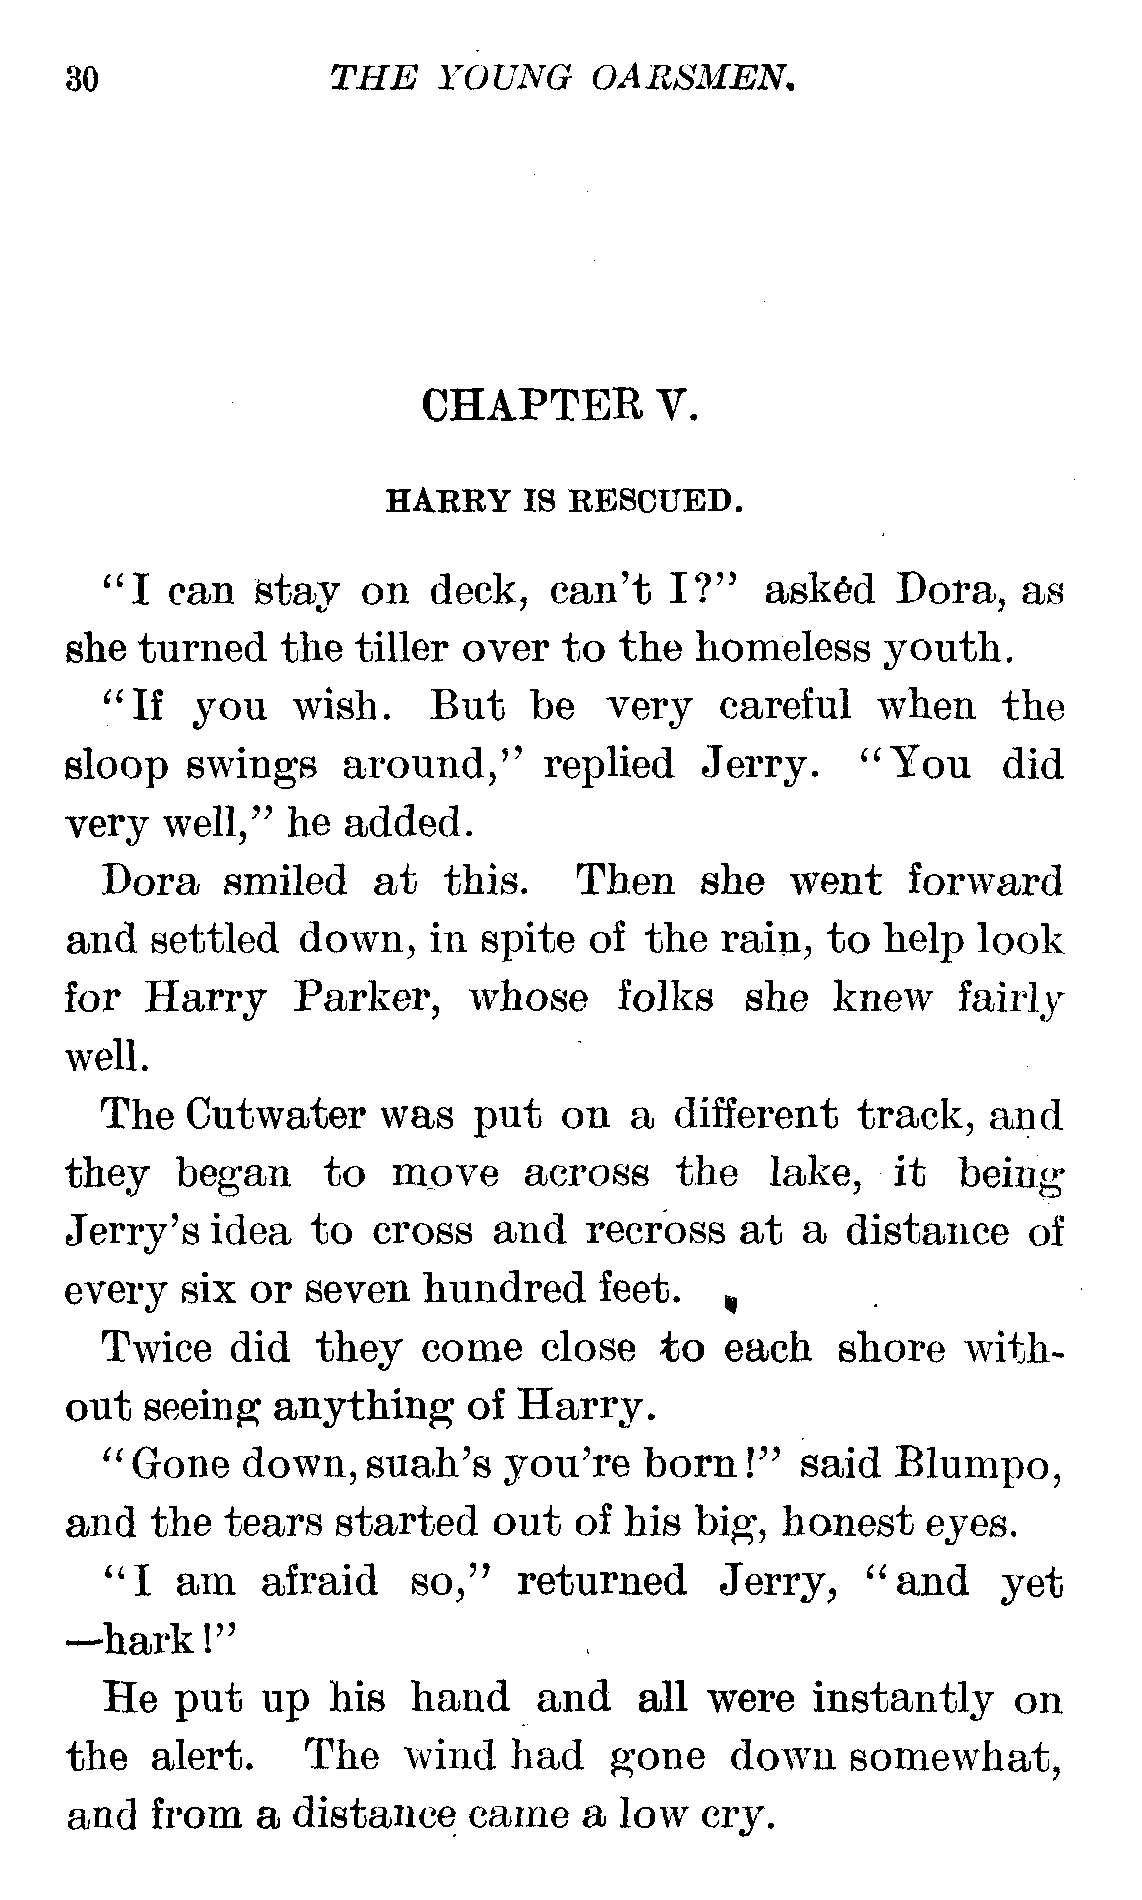 30 THE YOUNG OARSMEN.
CHAPTER V.
HARRY IS RESCUED.
"I can stay on deck, can't I?" asked Dora, as
she turned the tiller over to the homeless youth.
"If you wish. But be very careful when the
sloop swings around," replied Jerry. "You did
very well," he added.
Dora smiled at this. Then she went forward
and settled down, in spite of the rain, to help look
for Harry Parker, whose folks she knew fairly
well.
The Cutwater was put on a different track, and
they began to move across the lake, it being
Jerry's idea to cross and recross at a distance of
every six or seven hundred feet.
Twice did they come close to each shore with-
out seeing anything of Harry.
"Gone down, suah's you're born!" said Blumpo,
and the tears started out of his big, honest eyes.
"I am afraid so," returned Jerry, "and yet
—hark!"
He put up his hand and all were instantly on
the alert. The wind had gone down somewhat,
and from a distance came a low cry.